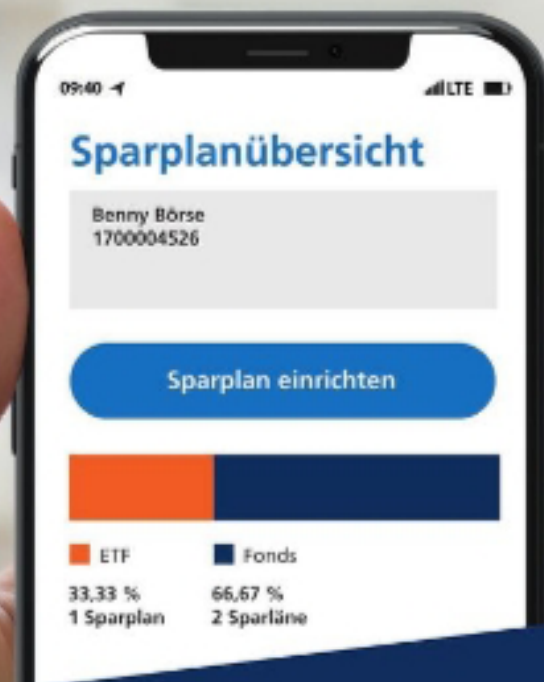 09:40
LTE
Sparplanübersicht
Benny Börse
1700004526
Sparplan einrichten
ETF
Fonds
33,33 %
66,67 %
1 Sparplan
2 Sparläne